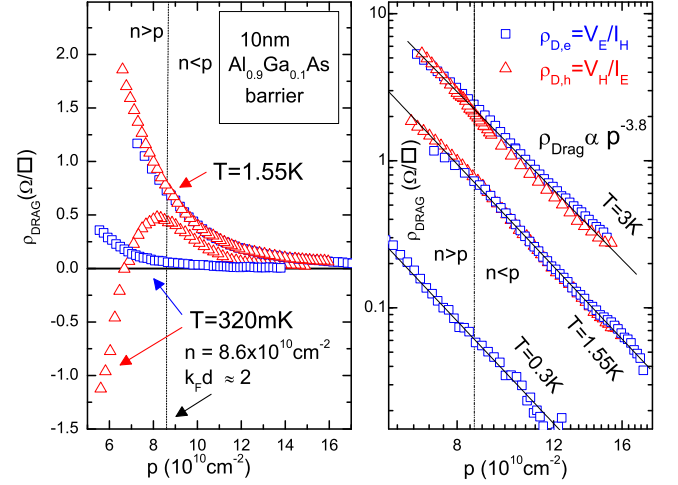 n>p
n<p
10nm
Al0.9Ga0.1As
barrier
T=1.55K
T=320mK
n = 8.6x10^10cm^-2
kFd ≈ 2
ρDRAG(Ω/□)
2.0
1.5
1.0
0.5
0.0
-0.5
-1.0
-1.5
6 8 10 12 14 16
p (10^10cm^-2)
ρD,e=VE/IH
ρD,h=VH/IE
ρDrag α p^-3.8
T=3K
n>p
n<p
T=1.55K
T=0.3K
ρDRAG(Ω/□)
10
1
0.1
8 12 16
p (10^10cm^-2)